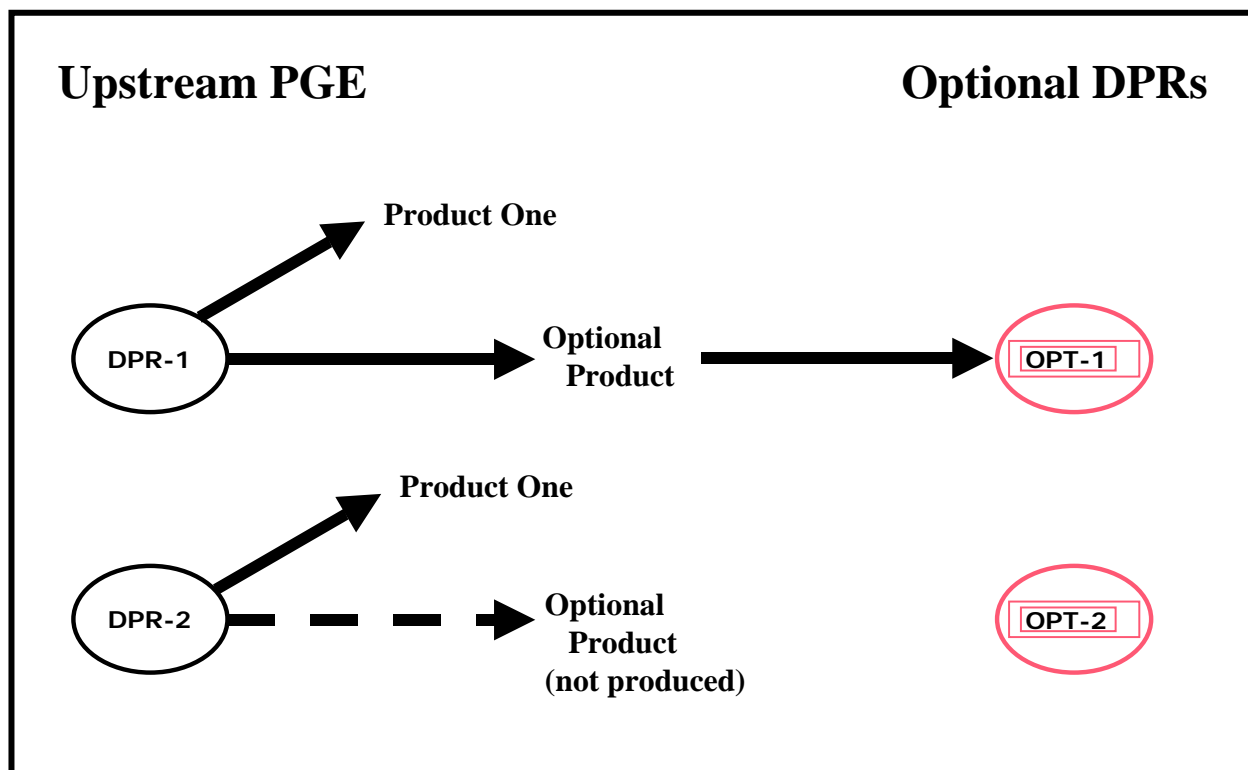 Upstream PGE
Optional DPRs
Product One
DPR-1
Optional
Product
OPT-1
Product One
DPR-2
Optional
Product
(not produced)
OPT-2